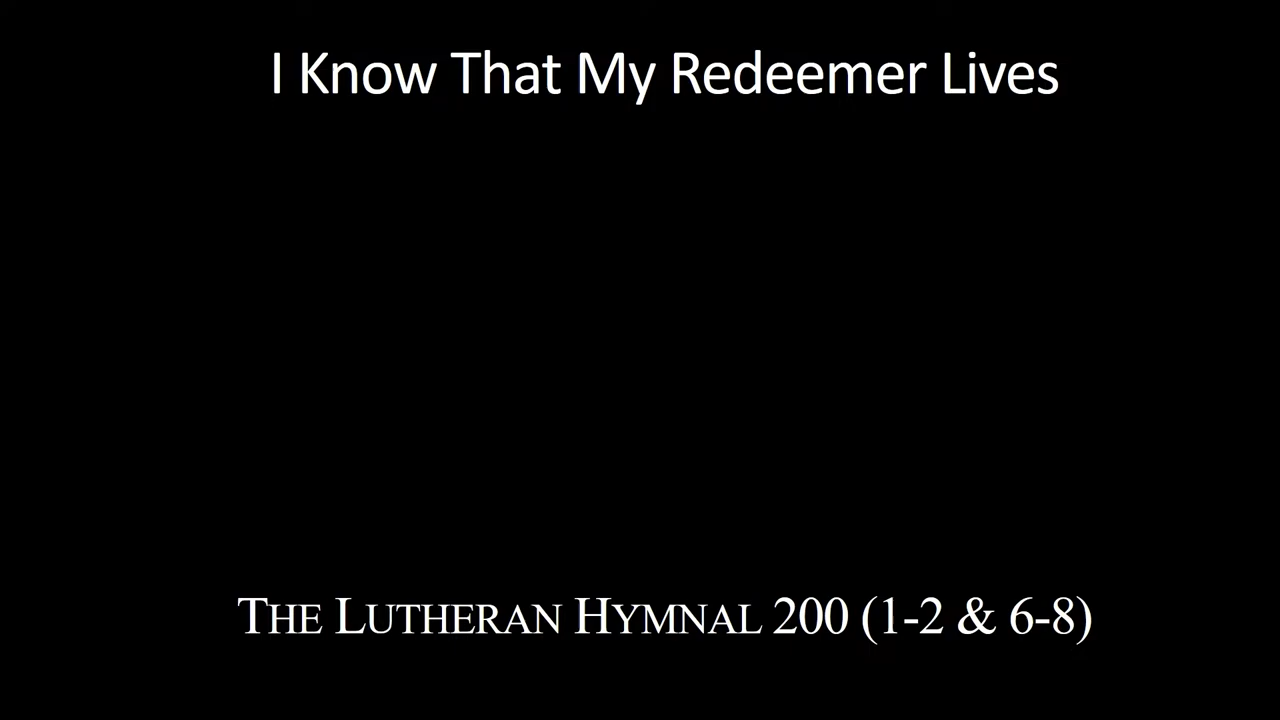 I Know That My Redeemer Lives
The Lutheran Hymnal 200 (1-2 & 6-8)